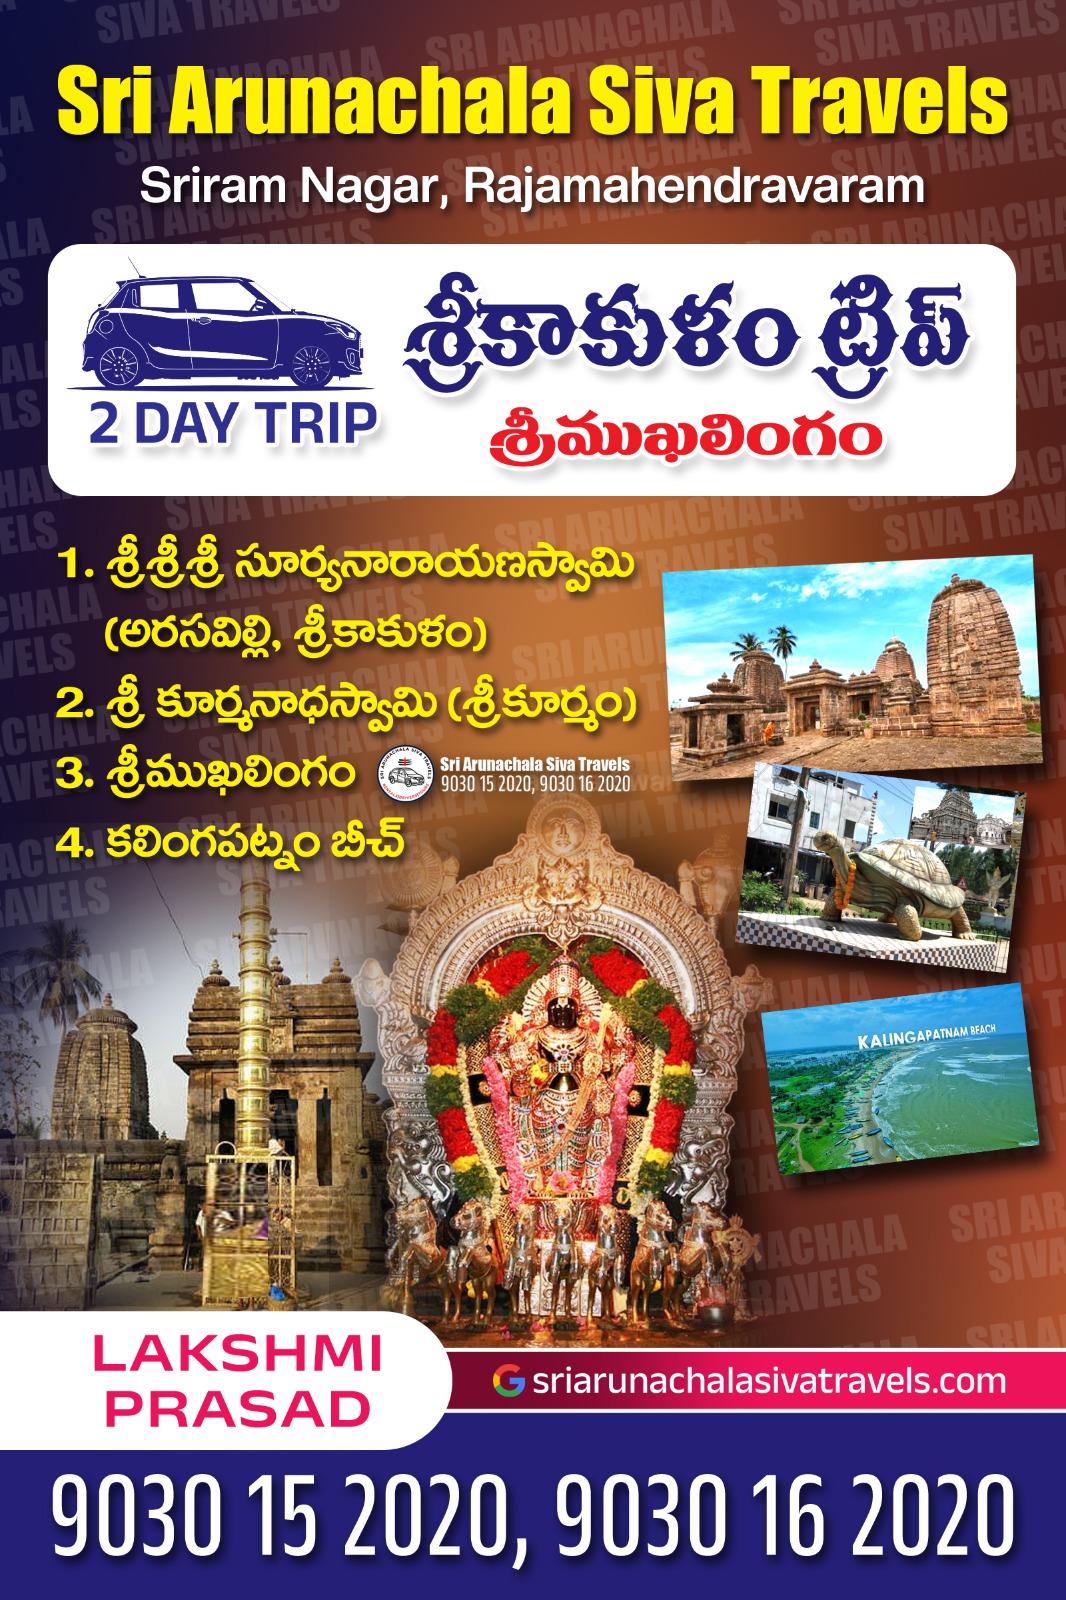 Sri Arunachala Siva Travels
Sriram Nagar, Rajamahendravaram
2 DAY TRIP
శ్రీకాకుళం ట్రిప్
శ్రీముఖలింగం
1. శ్రీశ్రీశ్రీ సూర్యనారాయణస్వామి
(అరసవిల్లి, శ్రీకాకుళం)
2. శ్రీ కూర్మనాధస్వామి (శ్రీకూర్మం)
3. శ్రీముఖలింగం
Sri Arunachala Siva Travels
9030 15 2020, 9030 16 2020
4. కలింగపట్నం బీచ్
KALINGAPATNAM BEACH
LAKSHMI
PRASAD
sriarunachalasivatravels.com
9030 15 2020, 9030 16 2020